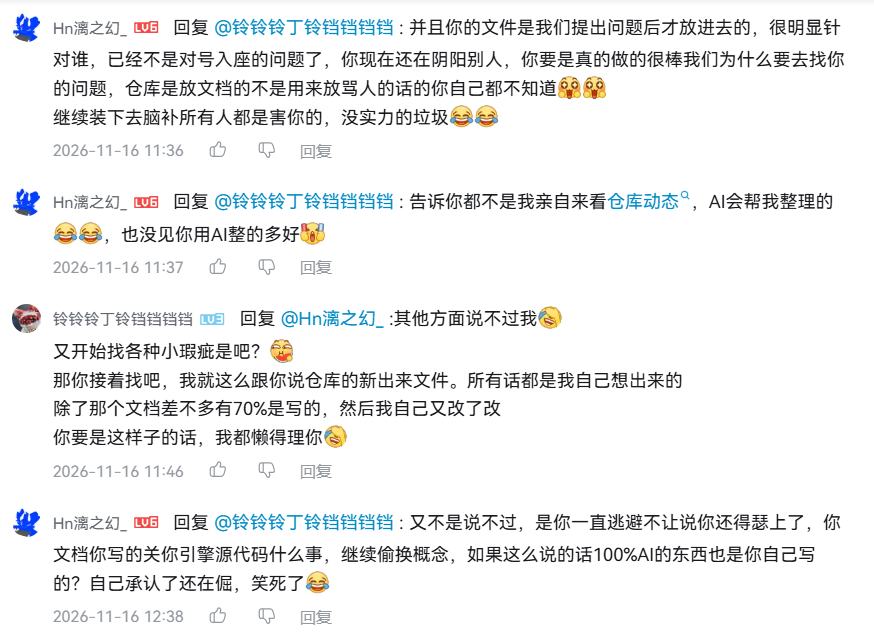 Hn漓之幻_ LV6 回复 @铃铃铃丁铃铛铛铛铛 : 并且你的文件是我们提出问题后才放进去的，很明显针
对谁，已经不是对号入座的问题了，你现在还在阴阳别人，你要是真的做的很棒我们为什么要去找你
的问题，仓库是放文档的不是用来放骂人的话的你自己都不知道
继续装下去脑补所有人都是害你的，没实力的垃圾
2026-11-16 11:36 回复
Hn漓之幻_ LV6 回复 @铃铃铃丁铃铛铛铛铛 : 告诉你都不是我亲自来看仓库动态，AI会帮我整理的
，也没见你用AI整的多好
2026-11-16 11:37 回复
铃铃铃丁铃铛铛铛铛 LV3 回复 @Hn漓之幻_ :其他方面说不过我
又开始找各种小瑕疵是吧？
那你接着找吧，我就这么跟你说仓库的新出来文件。所有话都是我自己想出来的
除了那个文档差不多有70%是写的，然后我自己又改了改
你要是这样子的话，我都懒得理你
2026-11-16 11:46 回复
Hn漓之幻_ LV6 回复 @铃铃铃丁铃铛铛铛铛 : 又不是说不过，是你一直逃避不让说你还得瑟上了，你
文档你写的关你引擎源代码什么事，继续偷换概念，如果这么说的话100%AI的东西也是你自己写
的？自己承认了还在倔，笑死了
2026-11-16 12:38 回复